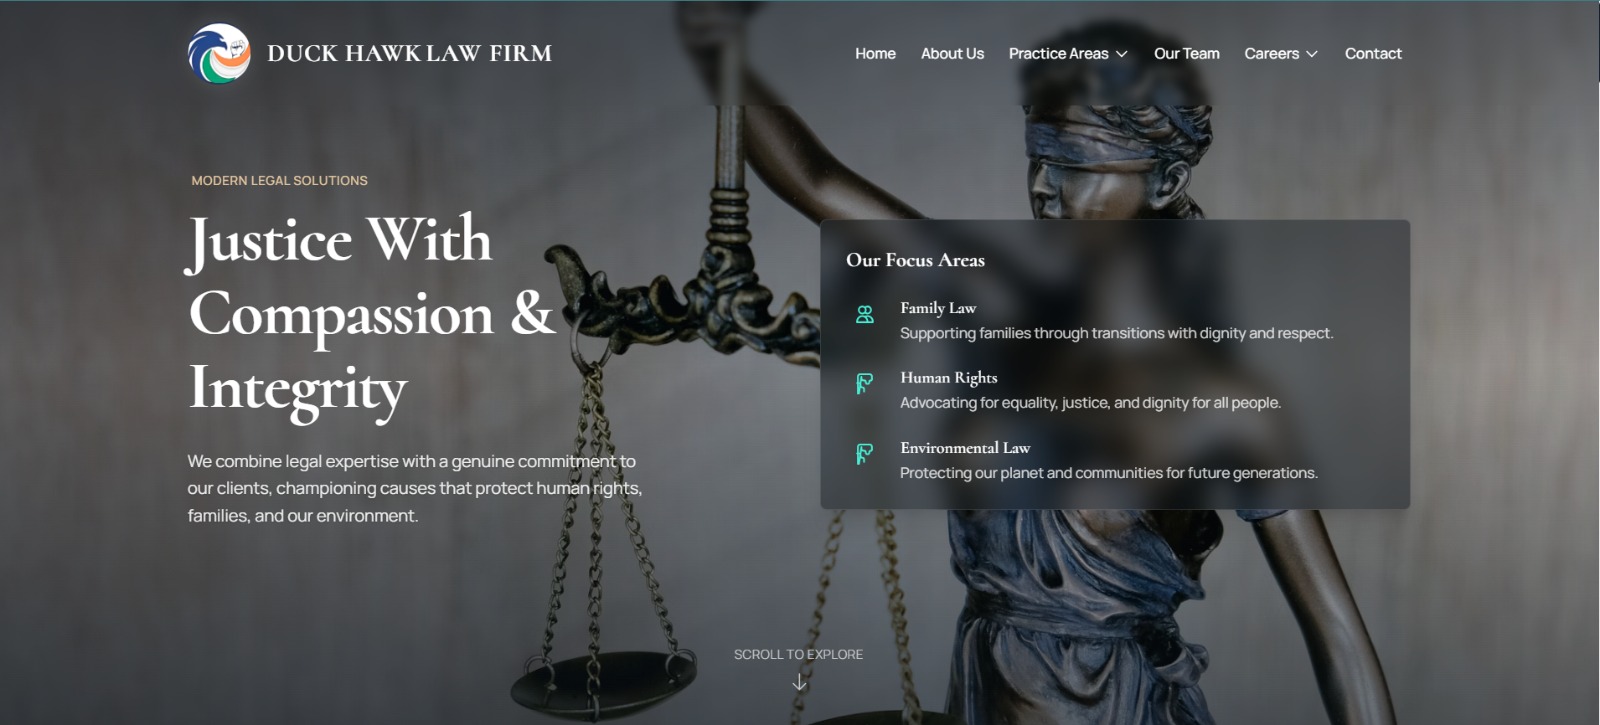 DUCK HAWK LAW FIRM
Home About Us Practice Areas Our Team Careers Contact
MODERN LEGAL SOLUTIONS
Justice With
Compassion &
Integrity
We combine legal expertise with a genuine commitment to
our clients, championing causes that protect human rights,
families, and our environment.
Our Focus Areas
Family Law
Supporting families through transitions with dignity and respect.
Human Rights
Advocating for equality, justice, and dignity for all people.
Environmental Law
Protecting our planet and communities for future generations.
SCROLL TO EXPLORE